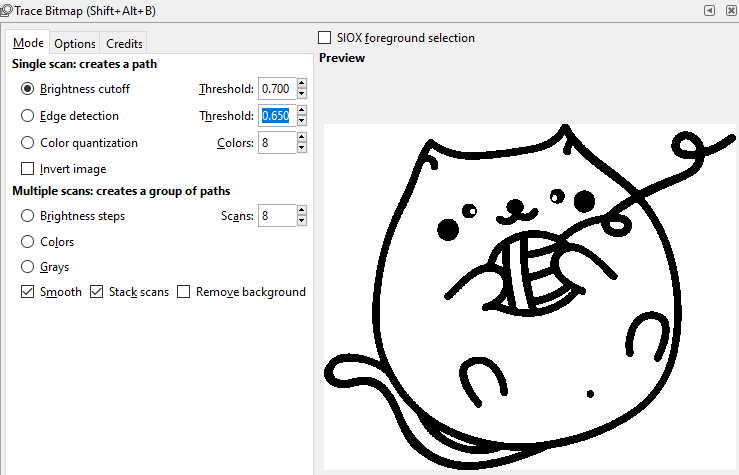 Trace Bitmap (Shift+Alt+B)
Mode Options Credits
Single scan: creates a path
Brightness cutoff Threshold: 0.700
Edge detection Threshold: 0.650
Color quantization Colors: 8
Invert image
Multiple scans: creates a group of paths
Brightness steps Scans: 8
Colors
Grays
Smooth Stack scans Remove background
SIOX foreground selection
Preview